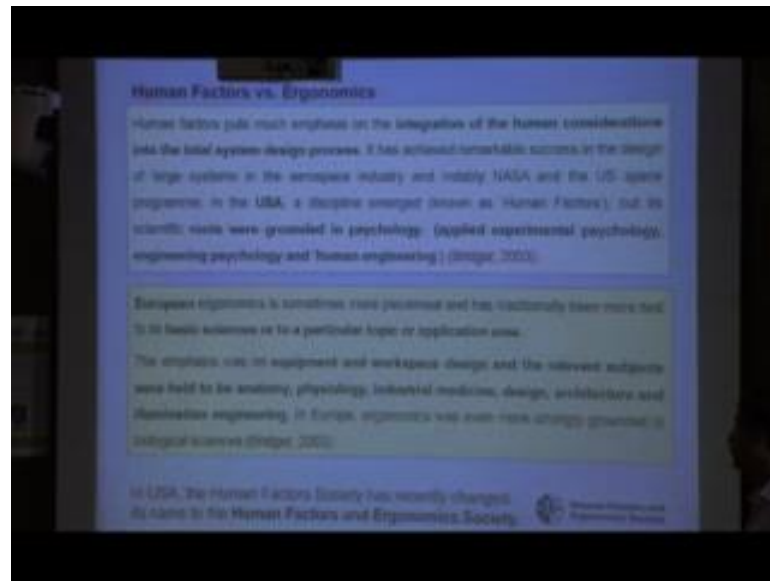 Human Factors vs. Ergonomics
Human factors puts much emphasis on the integration of the human considerations
into the total system design process. It has achieved remarkable success in the design
of large systems in the aerospace industry and notably NASA and the US space
programme. In the USA, a discipline emerged (known as 'Human Factors'), but its
scientific roots were grounded in psychology. (applied experimental psychology,
engineering psychology and 'human engineering') (Bridger, 2003).
European ergonomics is sometimes more piecemeal and has traditionally been more tied
to its basic sciences or to a particular topic or application area.
The emphasis was on equipment and workspace design and the relevant subjects
were held to be anatomy, physiology, industrial medicine, design, architecture and
illumination engineering. In Europe, ergonomics was even more strongly grounded in
biological sciences (Bridger, 2003).
In USA, the Human Factors Society has recently changed
its name to the Human Factors and Ergonomics Society.
Human Factors and
Ergonomics Society